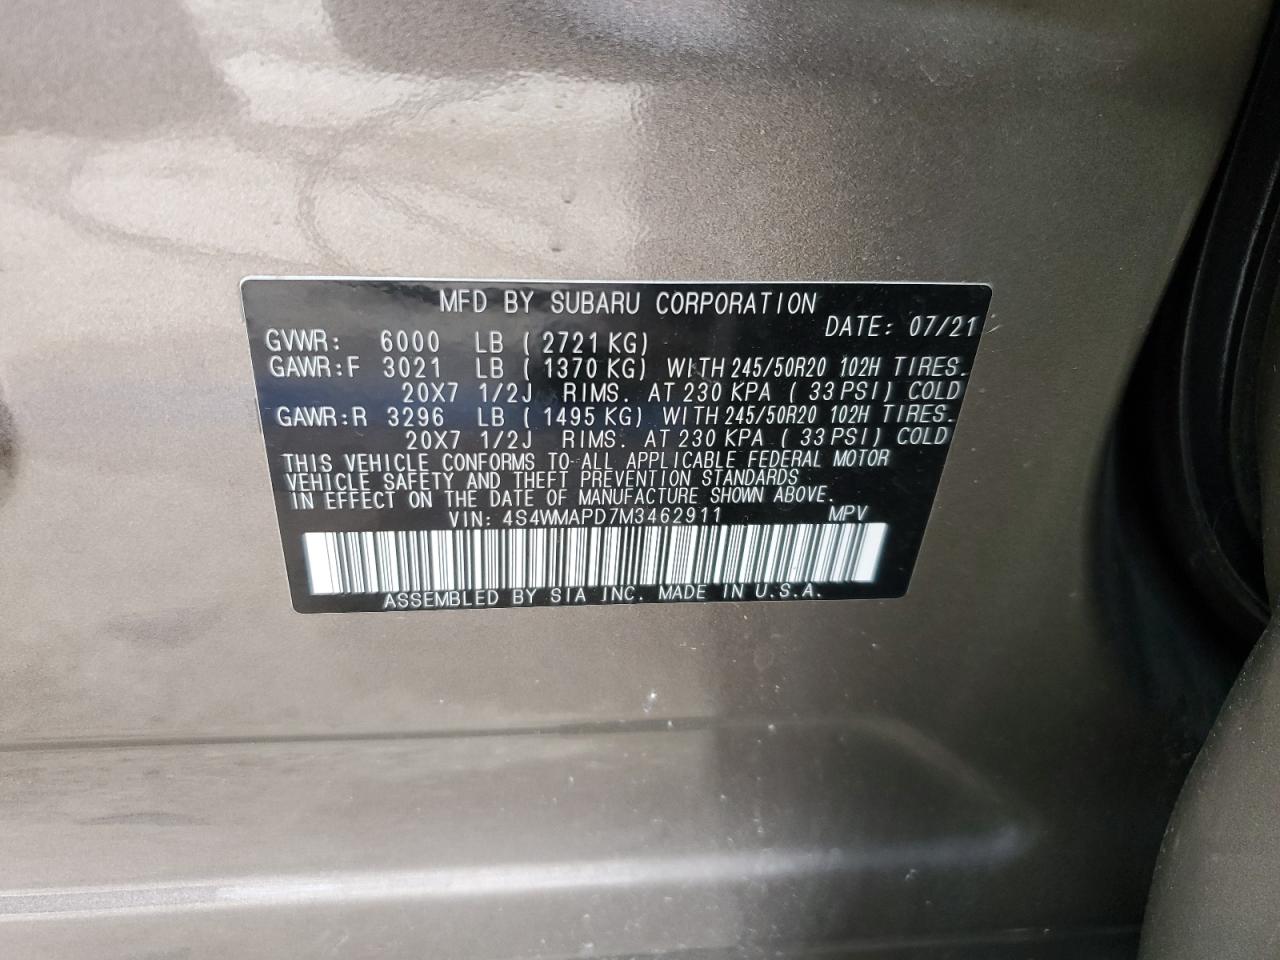 MFD BY SUBARU CORPORATION
DATE: 07/21
GVWR: 6000 LB ( 2721 KG)
GAWR:F 3021 LB ( 1370 KG) WITH 245/50R20 102H TIRES.
20X7 1/2J RIMS. AT 230 KPA ( 33 PSI) COLD
GAWR:R 3296 LB ( 1495 KG) WITH 245/50R20 102H TIRES.
20X7 1/2J RIMS. AT 230 KPA ( 33 PSI) COLD
THIS VEHICLE CONFORMS TO ALL APPLICABLE FEDERAL MOTOR
VEHICLE SAFETY AND THEFT PREVENTION STANDARDS
IN EFFECT ON THE DATE OF MANUFACTURE SHOWN ABOVE.
VIN: 4S4WMAPD7M3462911 MPV
ASSEMBLED BY SIA INC. MADE IN U.S.A.